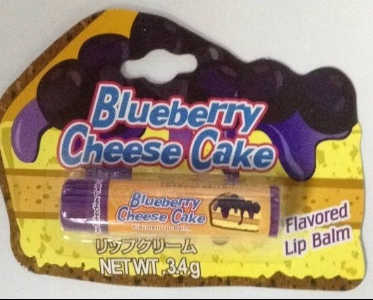 Blueberry
Cheese Cake
Blueberry
Cheese Cake
Flavored
Lip Balm
リップクリーム
NET WT. 3.4 g